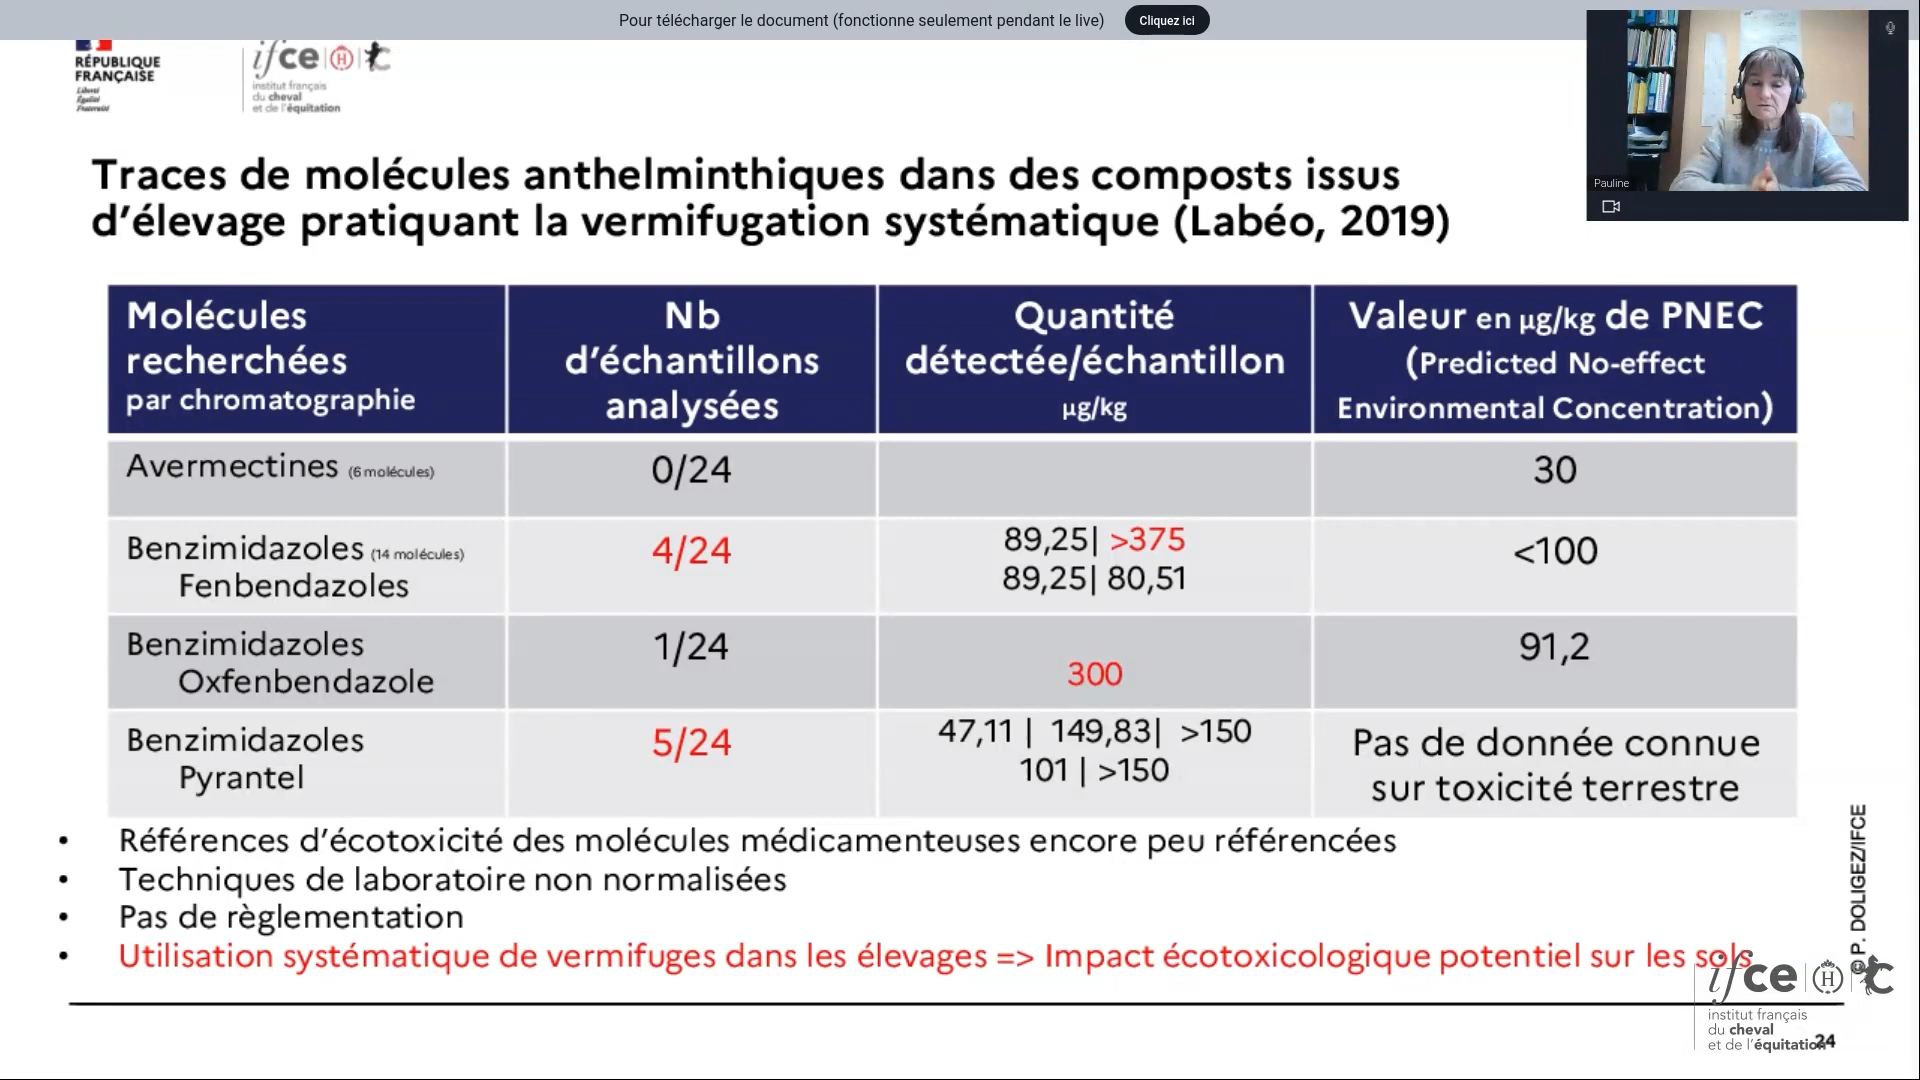 Pour télécharger le document (fonctionne seulement pendant le live) Cliquez ici
RÉPUBLIQUE
FRANÇAISE
Liberté
Égalité
Fraternité
ifce
institut français
du cheval
et de l'équitation
Pauline
Traces de molécules anthelminthiques dans des composts issus
d'élevage pratiquant la vermifugation systématique (Labéo, 2019)
Molécules
recherchées
par chromatographie
Nb
d'échantillons
analysées
Quantité
détectée/échantillon
µg/kg
Valeur en µg/kg de PNEC
(Predicted No-effect
Environmental Concentration)
Avermectines (6 molécules)
0/24
30
Benzimidazoles (14 molécules)
Fenbendazoles
4/24
89,25| >375
89,25| 80,51
<100
Benzimidazoles
Oxfenbendazole
1/24
300
91,2
Benzimidazoles
Pyrantel
5/24
47,11 | 149,83| >150
101 | >150
Pas de donnée connue
sur toxicité terrestre
• Références d'écotoxicité des molécules médicamenteuses encore peu référencées
• Techniques de laboratoire non normalisées
• Pas de règlementation
• Utilisation systématique de vermifuges dans les élevages => Impact écotoxicologique potentiel sur les sols
©P. DOLIGEZ/IFCE
ifce
institut français
du cheval
et de l'équitation
24